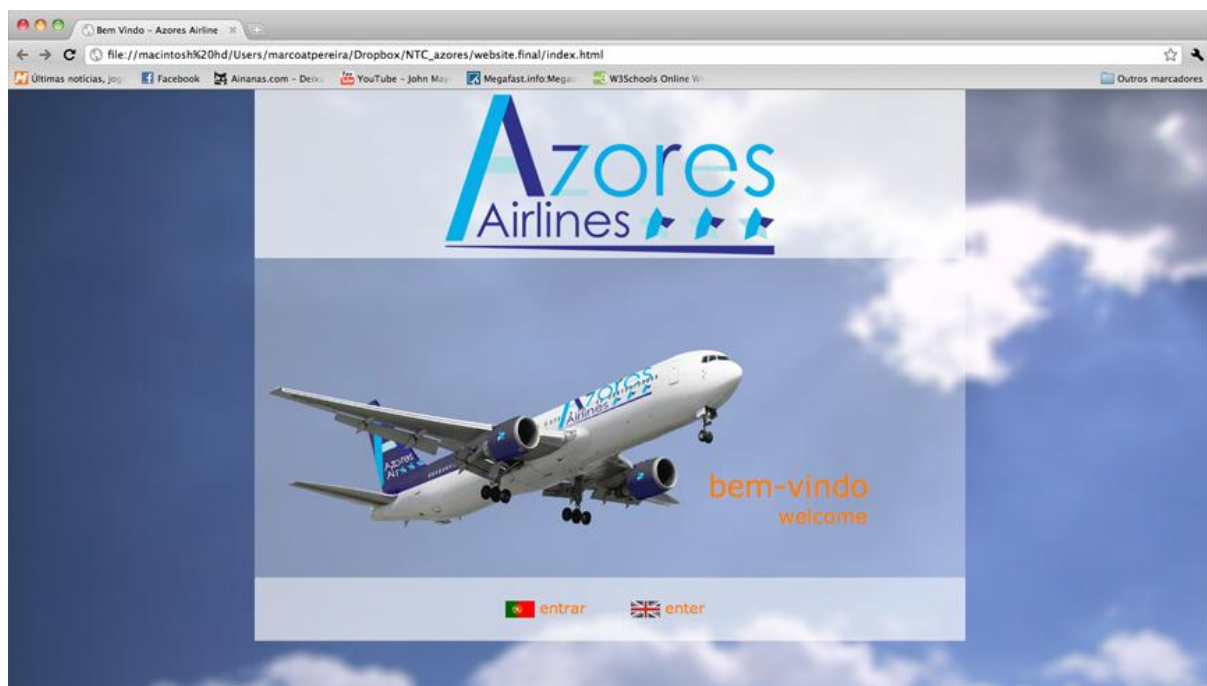 Bem Vindo – Azores Airline
file://macintosh%20hd/Users/marcoatpereira/Dropbox/NTC_azores/website.final/index.html
Últimas notícias, jog Facebook Ainanas.com – Deix YouTube – John May Megafast.info:Mega W3Schools Online W Outros marcadores
Azores
Airlines
Azores
Airlines
Azores
Air
bem-vindo
welcome
entrar enter